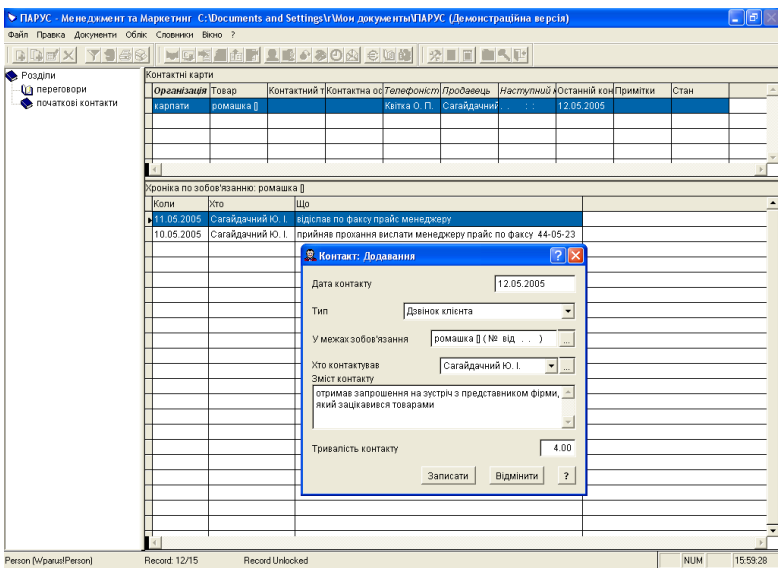 ПАРУС - Менеджмент та Маркетинг C:\Documents and Settings\r\Мои документы\ПАРУС (Демонстраційна версія)
Файл Правка Документи Облік Словники Вікно ?
Розділи
переговори
початкові контакти
Контактні карти
Організація Товар Контактний т Контактна ос Телефоніст Продавець Наступний Останній кон Примітки Стан
карпати ромашка [] Квітка О. П. Сагайдачний . . : : 12.05.2005
Хроніка по зобов'язанню: ромашка []
Коли Хто Що
11.05.2005 Сагайдачний Ю. І. відіслав по факсу прайс менеджеру
10.05.2005 Сагайдачний Ю. І. прийняв прохання вислати менеджеру прайс по факсу 44-05-23
Контакт: Додавання
Дата контакту 12.05.2005
Тип Дзвінок клієнта
У межах зобов'язання ромашка [] ( № від . . ) ...
Хто контактував Сагайдачний Ю. І. ...
Зміст контакту
отримав запрошення на зустріч з представником фірми,
який зацікавився товарами
Тривалість контакту 4.00
Записати Відмінити ?
Person (Wparus!Person) Record: 12/15 Record Unlocked NUM 15:59:28